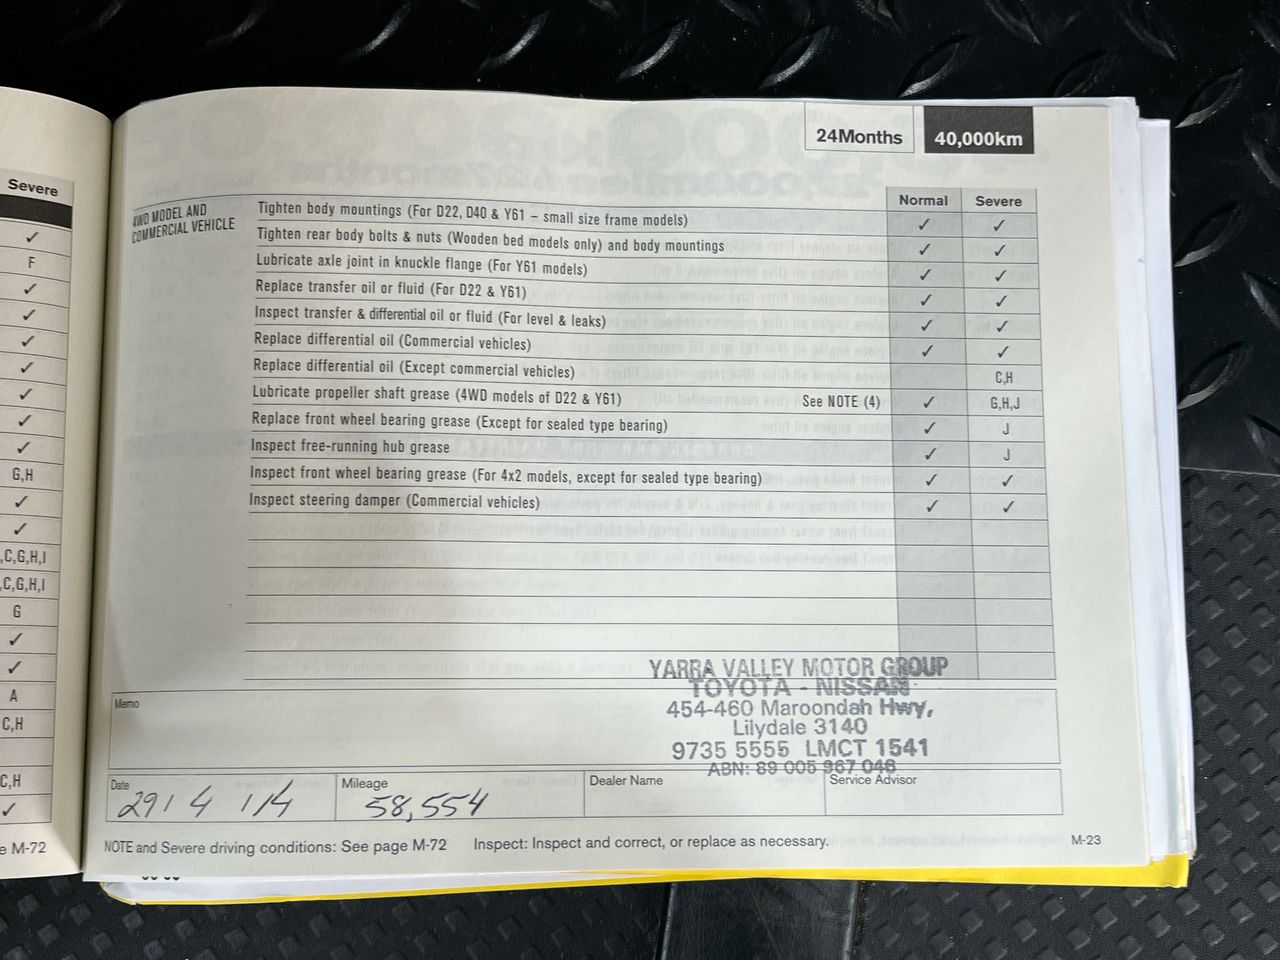 Severe
✓
F
✓
✓
✓
✓
✓
✓
✓
G,H
✓
✓
,C,G,H,I
,C,G,H,I
G
✓
✓
A
C,H
C,H
✓
e M-72
24Months 40,000km
Normal Severe
4WD MODEL AND
COMMERCIAL VEHICLE
Tighten body mountings (For D22, D40 & Y61 – small size frame models) ✓ ✓
Tighten rear body bolts & nuts (Wooden bed models only) and body mountings ✓ ✓
Lubricate axle joint in knuckle flange (For Y61 models) ✓ ✓
Replace transfer oil or fluid (For D22 & Y61) ✓ ✓
Inspect transfer & differential oil or fluid (For level & leaks) ✓ ✓
Replace differential oil (Commercial vehicles) ✓ ✓
Replace differential oil (Except commercial vehicles) C,H
Lubricate propeller shaft grease (4WD models of D22 & Y61) See NOTE (4) ✓ G,H,J
Replace front wheel bearing grease (Except for sealed type bearing) ✓ J
Inspect free-running hub grease ✓ J
Inspect front wheel bearing grease (For 4x2 models, except for sealed type bearing) ✓ ✓
Inspect steering damper (Commercial vehicles) ✓ ✓
YARRA VALLEY MOTOR GROUP
TOYOTA - NISSAN
454-460 Maroondah Hwy,
Lilydale 3140
9735 5555 LMCT 1541
ABN: 89 005 967 046
Memo
Date 29/ 4 1/4
Mileage 58,554
Dealer Name
Service Advisor
NOTE and Severe driving conditions: See page M-72 Inspect: Inspect and correct, or replace as necessary. M-23